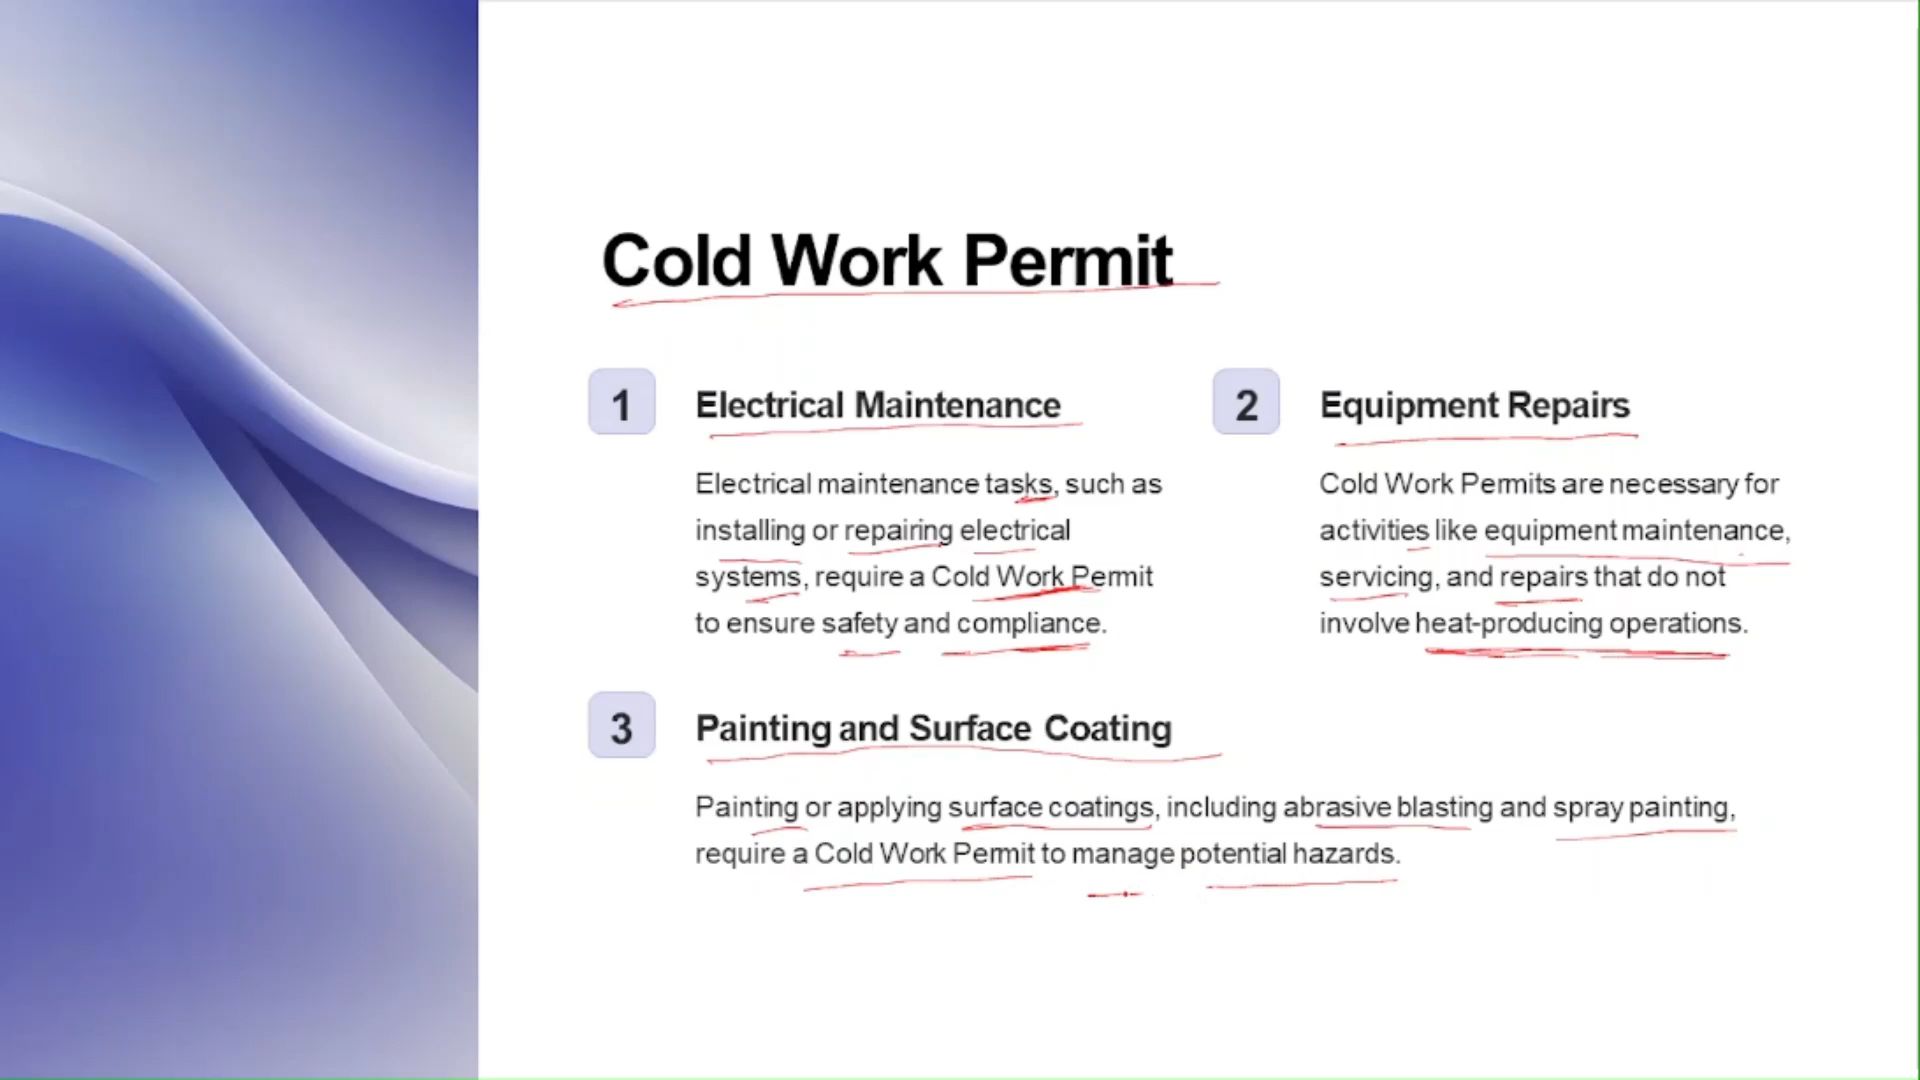 Cold Work Permit
1
Electrical Maintenance
Electrical maintenance tasks, such as
installing or repairing electrical
systems, require a Cold Work Permit
to ensure safety and compliance.
2
Equipment Repairs
Cold Work Permits are necessary for
activities like equipment maintenance,
servicing, and repairs that do not
involve heat-producing operations.
3
Painting and Surface Coating
Painting or applying surface coatings, including abrasive blasting and spray painting,
require a Cold Work Permit to manage potential hazards.